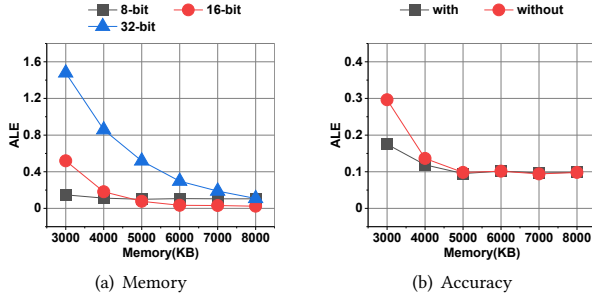 8-bit 16-bit
32-bit
ALE
1.6
1.2
0.8
0.4
0
3000 4000 5000 6000 7000 8000
Memory(KB)
(a) Memory
with without
ALE
0.4
0.3
0.2
0.1
0
3000 4000 5000 6000 7000 8000
Memory(KB)
(b) Accuracy